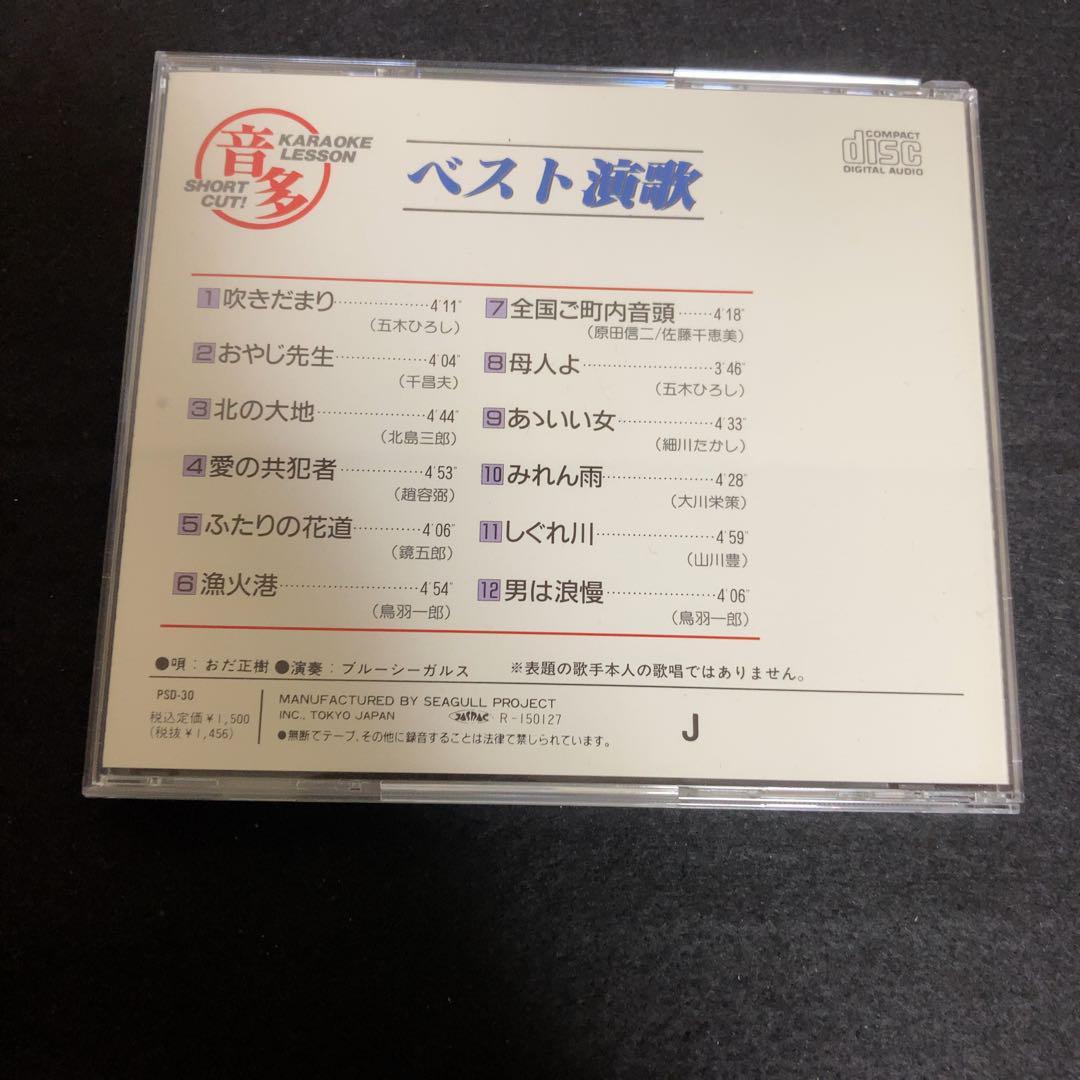 音多
KARAOKE
LESSON
SHORT
CUT!
ベスト演歌
COMPACT
disc
DIGITAL AUDIO
1 吹きだまり………………4'11"
（五木ひろし）
2 おやじ先生………………4'04"
（千昌夫）
3 北の大地…………………4'44"
（北島三郎）
4 愛の共犯者………………4'53"
（趙容弼）
5 ふたりの花道……………4'06"
（鏡五郎）
6 漁火港……………………4'54"
（鳥羽一郎）
7 全国ご町内音頭……4'18"
（原田信二/佐藤千恵美）
8 母人よ……………………3'46"
（五木ひろし）
9 あゝいい女………………4'33"
（細川たかし）
10 みれん雨…………………4'28"
（大川栄策）
11 しぐれ川…………………4'59"
（山川豊）
12 男は浪慢…………………4'06"
（鳥羽一郎）
●唄：おだ正樹 ●演奏：ブルーシーガルス ※表題の歌手本人の歌唱ではありません。
PSD-30
税込定価￥1,500
（税抜￥1,456）
MANUFACTURED BY SEAGULL PROJECT
INC., TOKYO JAPAN JASRAC R-150127
●無断でテープ、その他に録音することは法律で禁じられています。
J